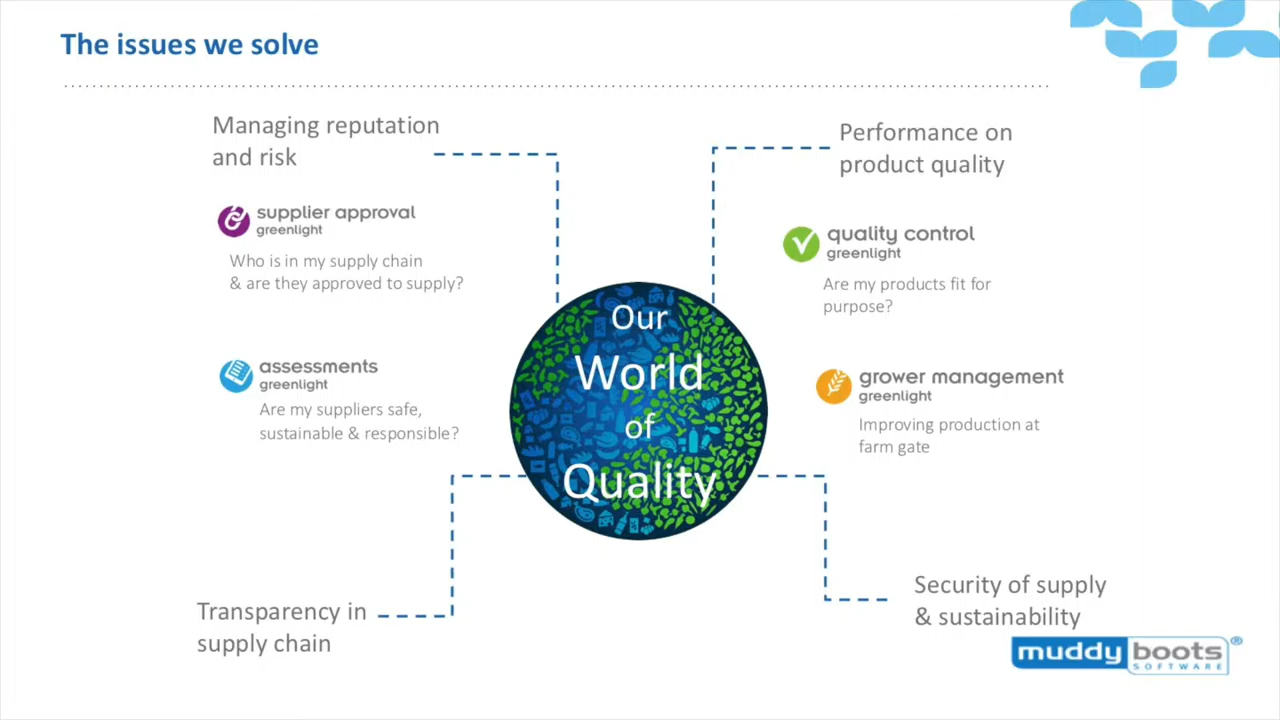 The issues we solve
Managing reputation
and risk
supplier approval
greenlight
Who is in my supply chain
& are they approved to supply?
assessments
greenlight
Are my suppliers safe,
sustainable & responsible?
Transparency in
supply chain
Our
World
of
Quality
Performance on
product quality
quality control
greenlight
Are my products fit for
purpose?
grower management
greenlight
Improving production at
farm gate
Security of supply
& sustainability
muddy boots®
SOFTWARE